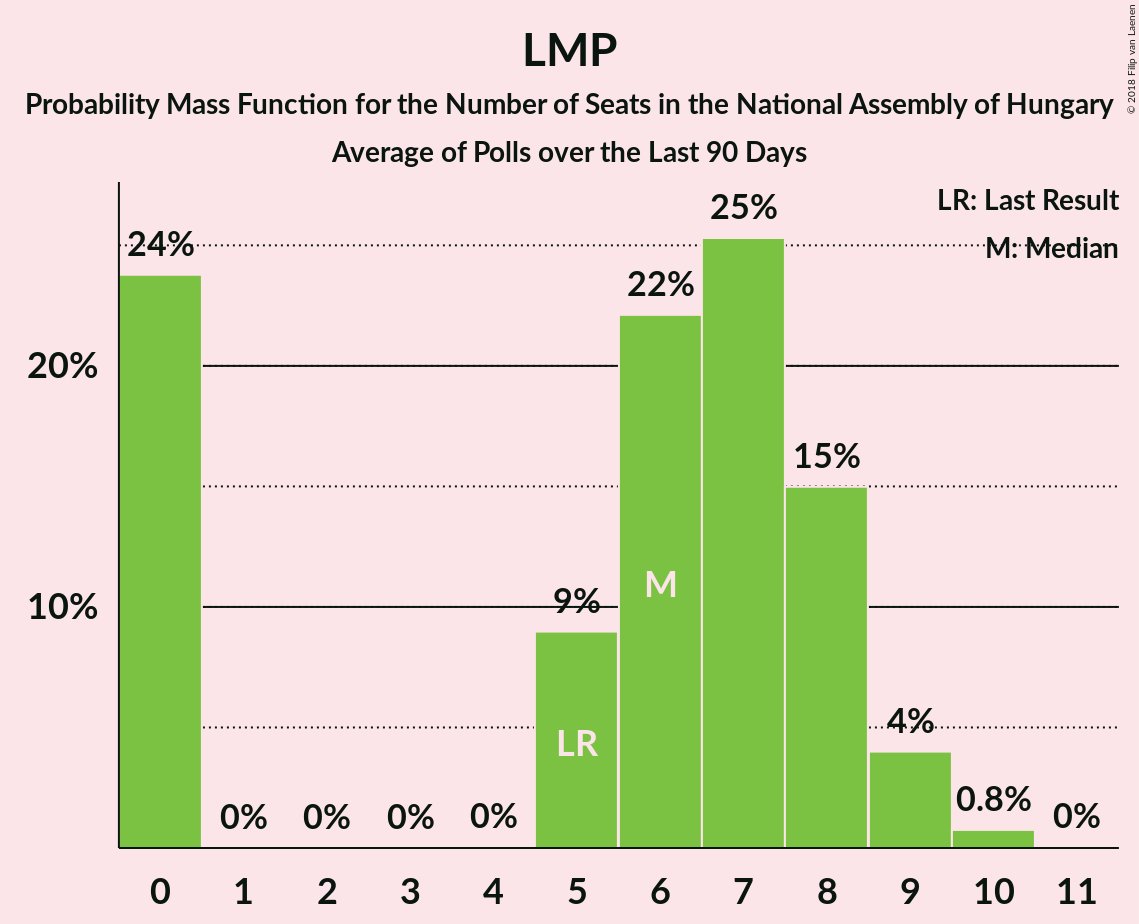 LMP
Probability Mass Function for the Number of Seats in the National Assembly of Hungary
Average of Polls over the Last 90 Days
© 2018 Filip van Laenen
LR: Last Result
M: Median
24% 0% 0% 0% 0% 9% 22% 25% 15% 4% 0.8% 0%
20%
10%
M
LR
0 1 2 3 4 5 6 7 8 9 10 11